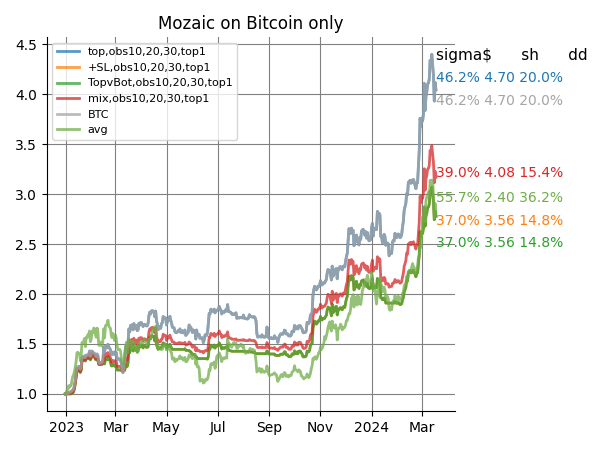 Mozaic on Bitcoin only
sigma$ sh dd
top,obs10,20,30,top1
+SL,obs10,20,30,top1
TopvBot,obs10,20,30,top1
mix,obs10,20,30,top1
BTC
avg
46.2% 4.70 20.0%
46.2% 4.70 20.0%
39.0% 4.08 15.4%
55.7% 2.40 36.2%
37.0% 3.56 14.8%
37.0% 3.56 14.8%
4.5
4.0
3.5
3.0
2.5
2.0
1.5
1.0
2023 Mar May Jul Sep Nov 2024 Mar